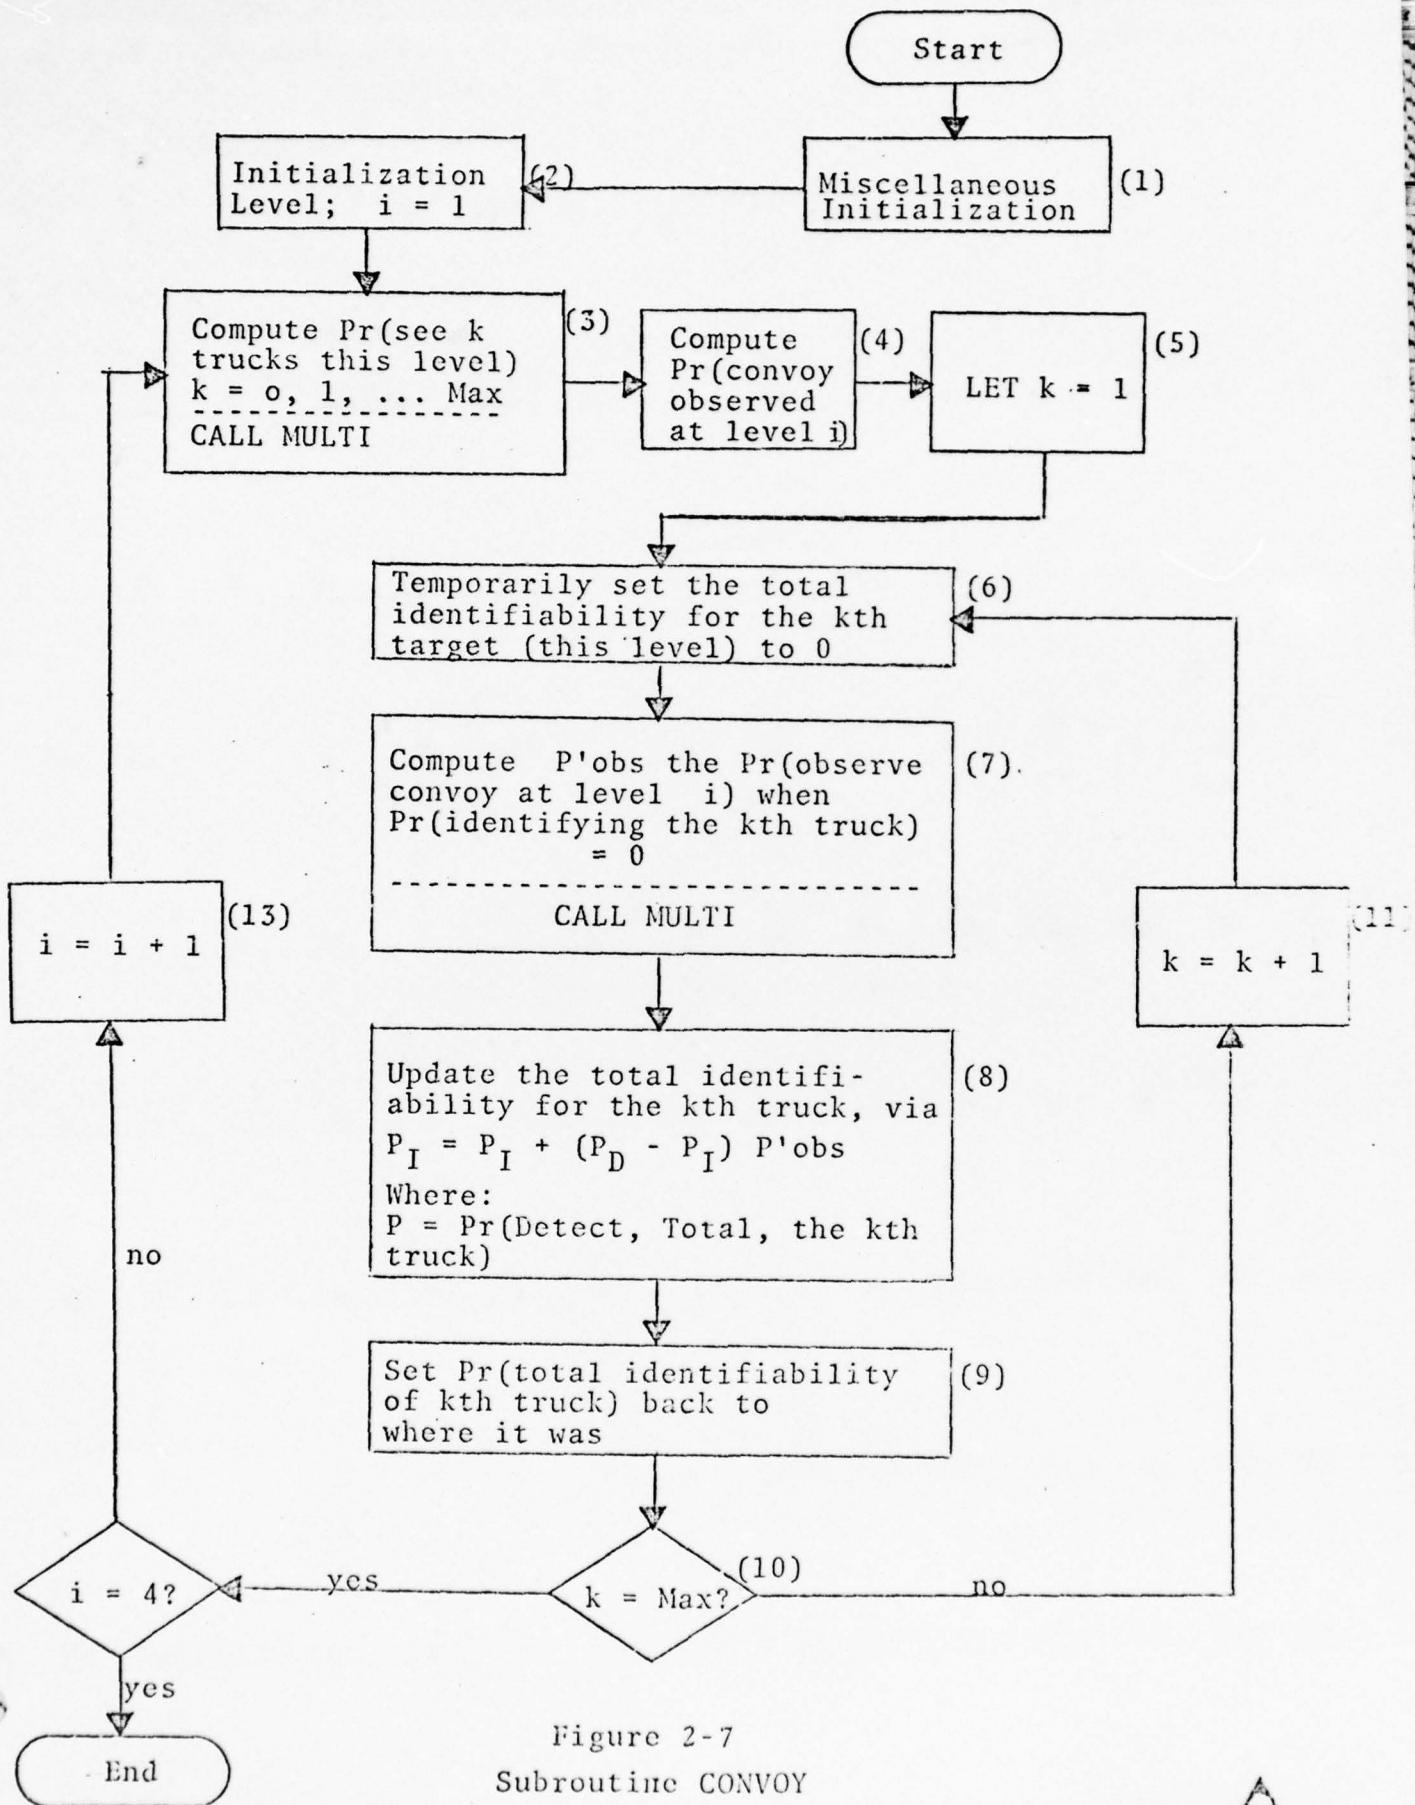 Start
Miscellaneous
Initialization
(1)
Initialization
Level; i = 1
(2)
Compute Pr(see k
trucks this level)
k = o, 1, ... Max
CALL MULTI
(3)
Compute
Pr(convoy
observed
at level i)
(4)
LET k = 1
(5)
Temporarily set the total
identifiability for the kth
target (this level) to 0
(6)
Compute P'obs the Pr(observe
convoy at level i) when
Pr(identifying the kth truck)
= 0
CALL MULTI
(7)
Update the total identifi-
ability for the kth truck, via
P_I = P_I + (P_D - P_I) P'obs
Where:
P = Pr(Detect, Total, the kth
truck)
(8)
Set Pr(total identifiability
of kth truck) back to
where it was
(9)
k = Max?
(10)
no
k = k + 1
(11)
yes
i = 4?
no
i = i + 1
(13)
yes
End
Figure 2-7
Subroutine CONVOY